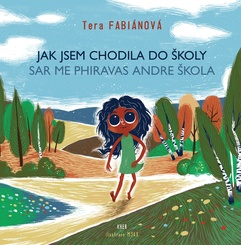 Tera FABIÁNOVÁ
JAK JSEM CHODILA DO ŠKOLY
SAR ME PHIRAVAS ANDRE ŠKOLA